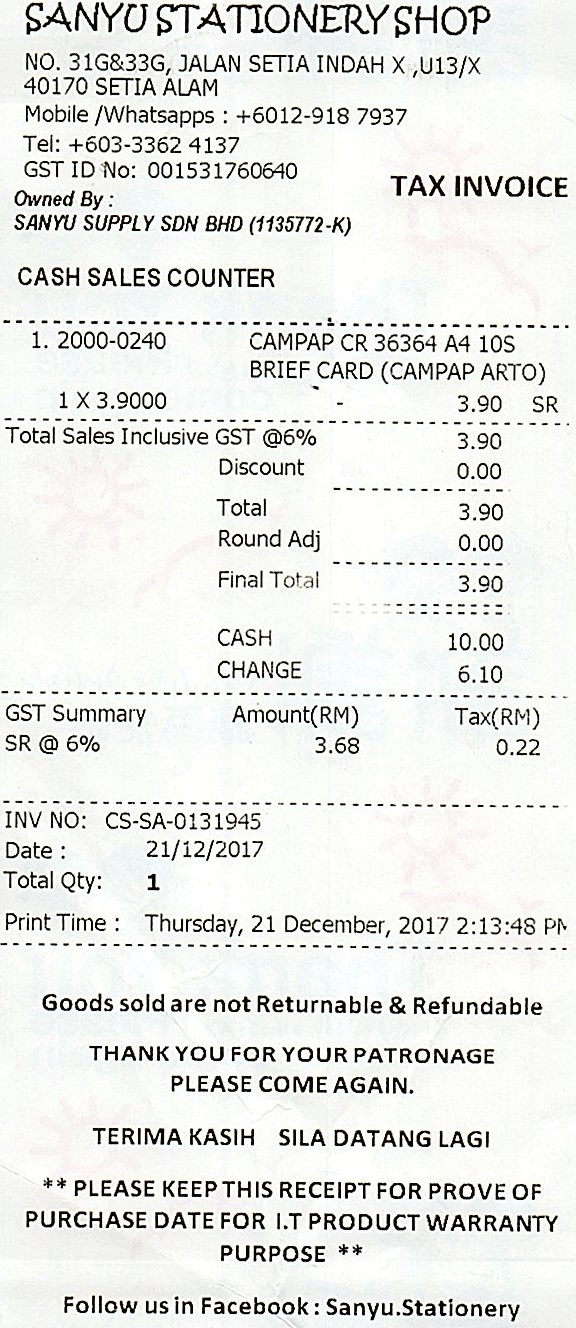 SANYU STATIONERY SHOP
NO. 31G&33G, JALAN SETIA INDAH X ,U13/X
40170 SETIA ALAM
Mobile /Whatsapps : +6012-918 7937
Tel: +603-3362 4137
GST ID No: 001531760640
TAX INVOICE
Owned By :
SANYU SUPPLY SDN BHD (1135772-K)
CASH SALES COUNTER
1. 2000-0240 CAMPAP CR 36364 A4 10S
BRIEF CARD (CAMPAP ARTO)
1 X 3.9000 - 3.90 SR
Total Sales Inclusive GST @6% 3.90
Discount 0.00
Total 3.90
Round Adj 0.00
Final Total 3.90
CASH 10.00
CHANGE 6.10
GST Summary Amount(RM) Tax(RM)
SR @ 6% 3.68 0.22
INV NO: CS-SA-0131945
Date : 21/12/2017
Total Qty: 1
Print Time : Thursday, 21 December, 2017 2:13:48 PM
Goods sold are not Returnable & Refundable
THANK YOU FOR YOUR PATRONAGE
PLEASE COME AGAIN.
TERIMA KASIH SILA DATANG LAGI
** PLEASE KEEP THIS RECEIPT FOR PROVE OF
PURCHASE DATE FOR I.T PRODUCT WARRANTY
PURPOSE **
Follow us in Facebook : Sanyu.Stationery